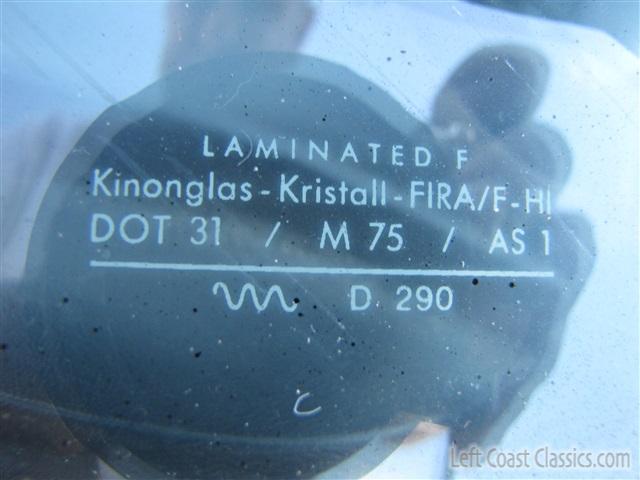 LAMINATED F
Kinonglas-Kristall-FIRA/F-HI
DOT 31 / M 75 / AS 1
D 290
C
Left Coast Classics.com